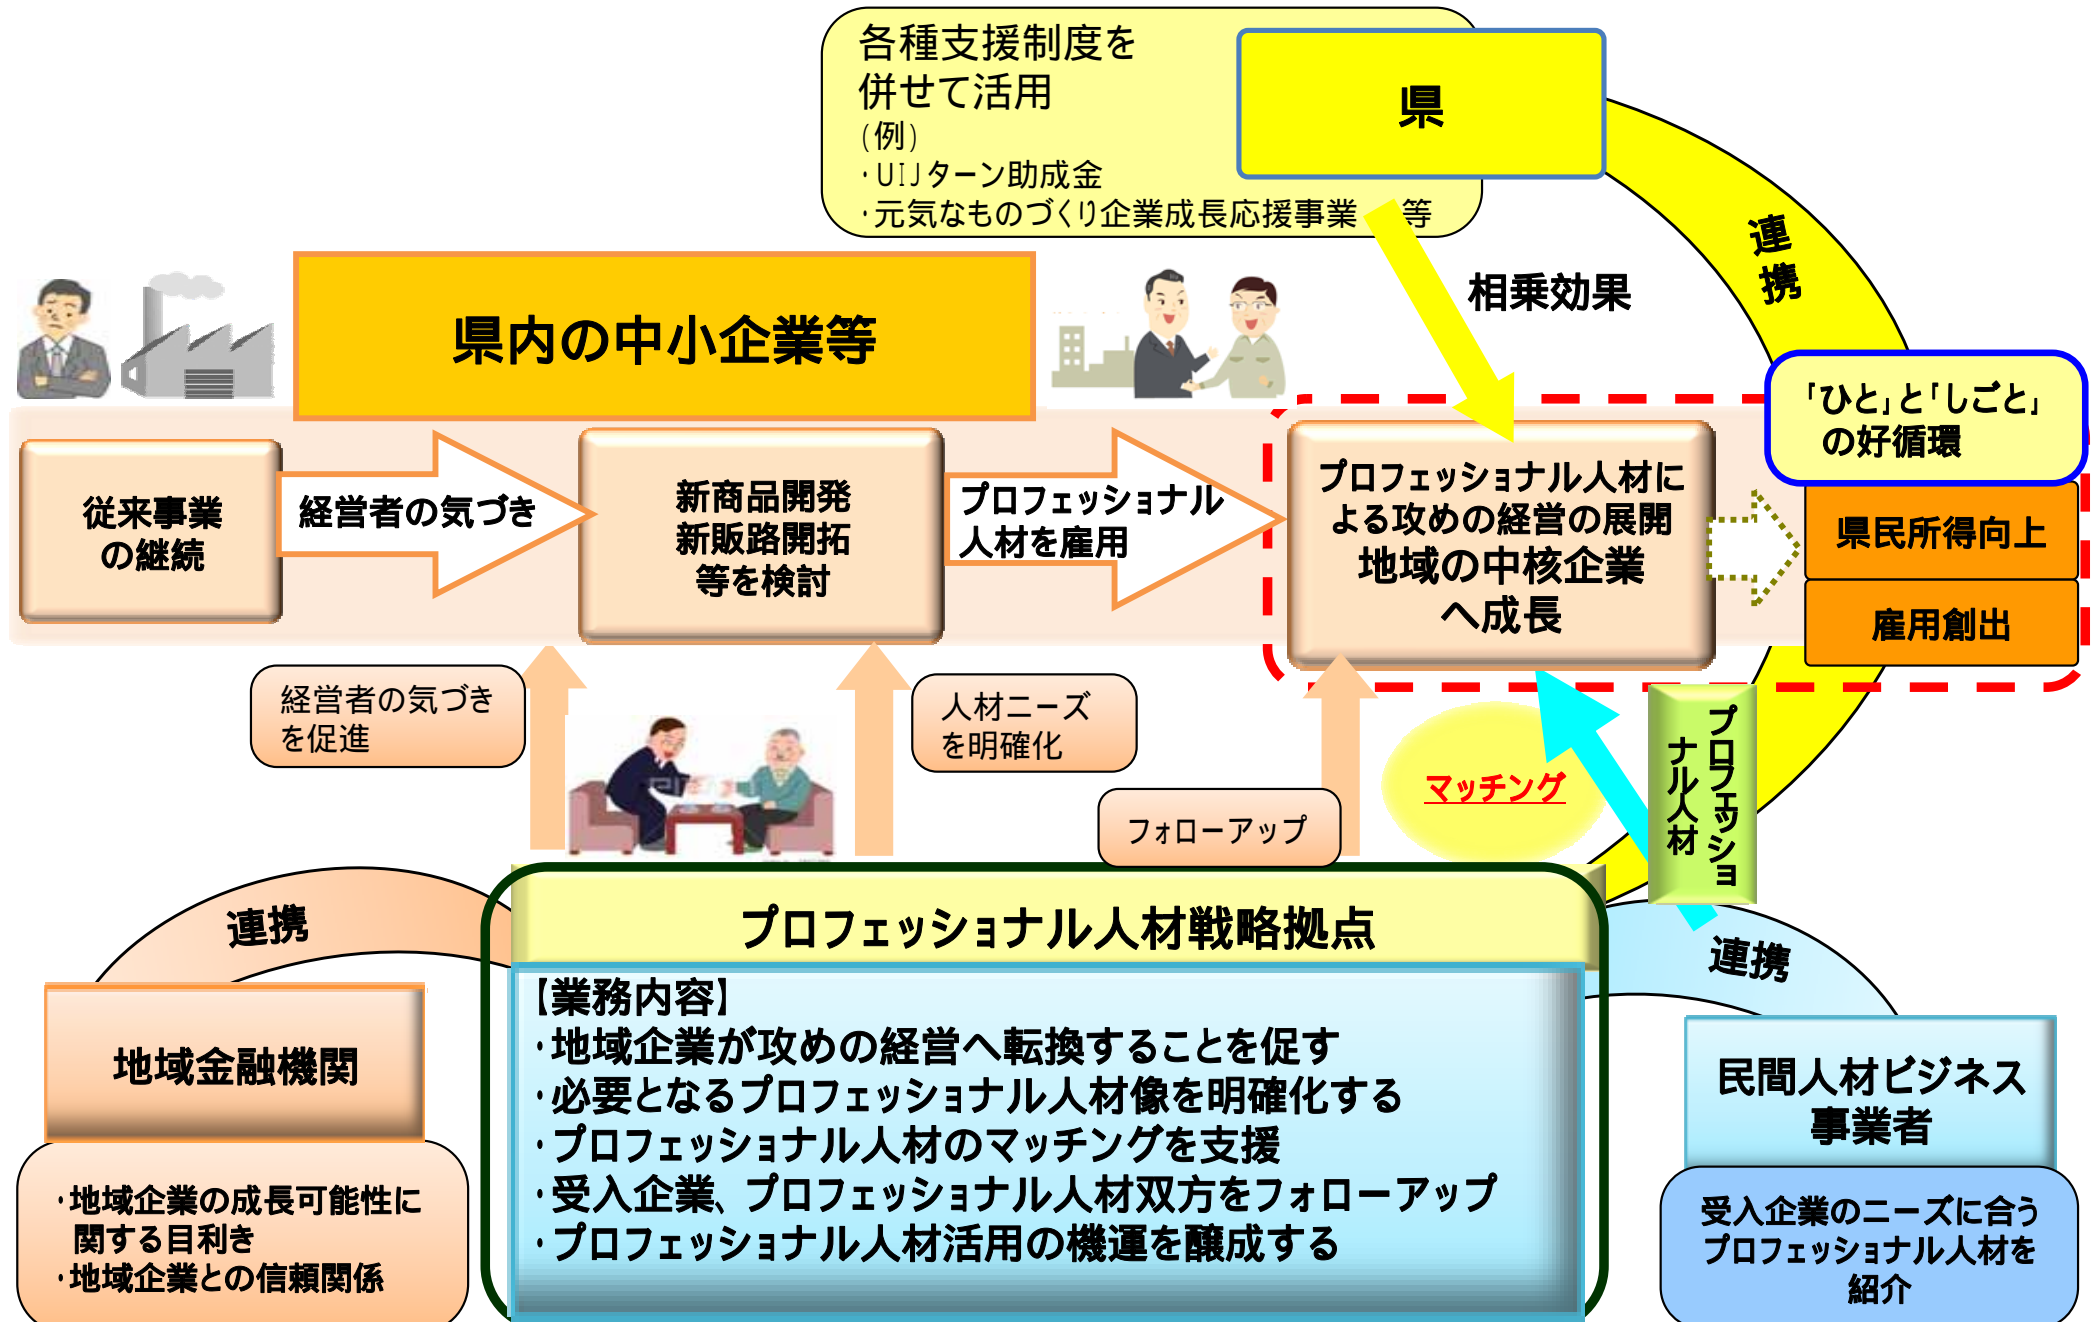 各種支援制度を
併せて活用
(例)
・UIJターン助成金
・元気なものづくり企業成長応援事業　等
県
連
携
相乗効果
県内の中小企業等
「ひと」と「しごと」
の好循環
従来事業
の継続
経営者の気づき
新商品開発
新販路開拓
等を検討
プロフェッショナル
人材を雇用
プロフェッショナル人材に
よる攻めの経営の展開
地域の中核企業
へ成長
県民所得向上
雇用創出
経営者の気づき
を促進
人材ニーズ
を明確化
フォローアップ
マッチング
プロフェッショ
ナル人材
連携
プロフェッショナル人材戦略拠点
連携
【業務内容】
・地域企業が攻めの経営へ転換することを促す
・必要となるプロフェッショナル人材像を明確化する
・プロフェッショナル人材のマッチングを支援
・受入企業、プロフェッショナル人材双方をフォローアップ
・プロフェッショナル人材活用の機運を醸成する
地域金融機関
・地域企業の成長可能性に
関する目利き
・地域企業との信頼関係
民間人材ビジネス
事業者
受入企業のニーズに合う
プロフェッショナル人材を
紹介